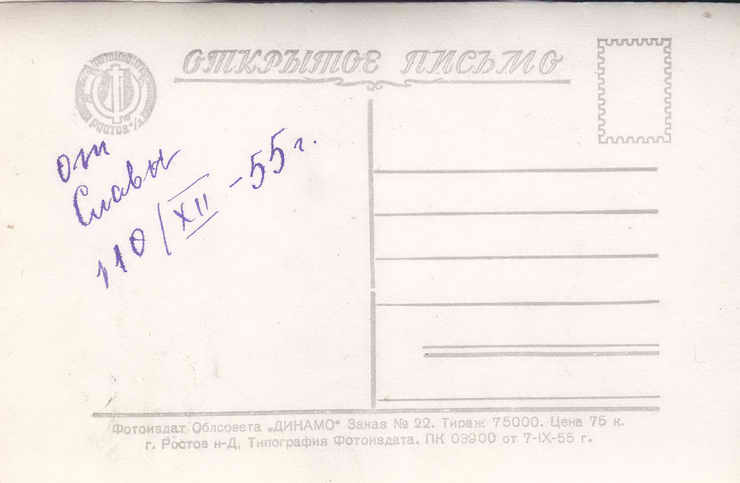 ОТКРЫТОЕ ПИСЬМО
РОСТОВ н/Д
от
Славы
110/XII-55 г.
Фотоиздат Облсовета „ДИНАМО" Заказ № 22. Тираж 75000. Цена 75 к.
г. Ростов н-Д, Типография Фотоиздата. ПК 03900 от 7-IX-55 г.